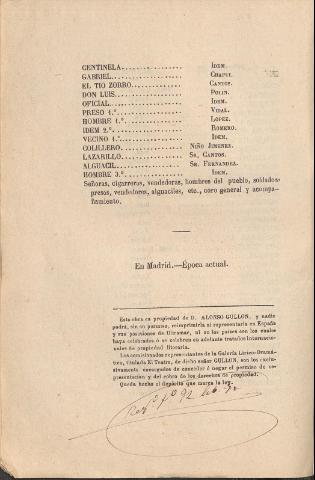 CENTINELA.................. IDEM.
GABRIEL.................... CHAPUÍ.
EL TIO ZORRO............... CANTOS.
DON LUIS................... POLIN.
OFICIAL.................... IDEM.
PRESO 1.°.................. VIDAL.
HOMBRE 1.°................. LOPEZ.
IDEM 2.°................... ROMERO.
VECINO 1.°................. IDEM.
COLILLERO.................. NIÑO JIMENEZ.
LAZARILLO.................. SR. CANTOS.
ALGUACIL................... SR. FERNANDEZ.
HOMBRE 3.°................. IDEM.
Señoras, cigarreros, vendedoras, hombres del pueblo, soldados,
presas, vendedores, alguaciles, etc., coro general y acompa-
ñamiento.
En Madrid.—Época actual.
Esta obra es propiedad de D. ALONSO GULLON, y nadie
podrá, sin su permiso, reimprimirla ni representarla en España
y sus posesiones de Ultramar, ni en los países con los cuales
haya celebrados ó se celebren en adelante tratados internacio-
nales de propiedad literaria.
Los comisionados representantes de la Galería Lírico-Dramá-
tica, titulada El Teatro, de dicho señor GULLON, son los exclu-
sivamente encargados de conceder ó negar el permiso de re-
presentacion y del cobro de los derechos de propiedad.
Queda hecho el depósito que marca la ley.